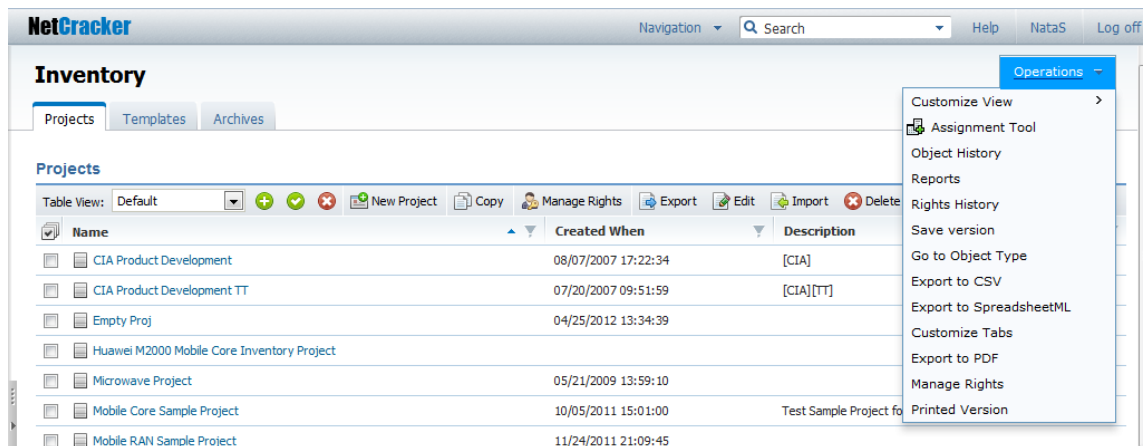 NetCracker
Navigation Search Help NataS Log off
Inventory
Operations
Projects Templates Archives
Customize View
Assignment Tool
Object History
Reports
Rights History
Save version
Go to Object Type
Export to CSV
Export to SpreadsheetML
Customize Tabs
Export to PDF
Manage Rights
Printed Version
Projects
Table View: Default New Project Copy Manage Rights Export Edit Import Delete
Name Created When Description
CIA Product Development 08/07/2007 17:22:34 [CIA]
CIA Product Development TT 07/20/2007 09:51:59 [CIA][TT]
Empty Proj 04/25/2012 13:34:39
Huawei M2000 Mobile Core Inventory Project
Microwave Project 05/21/2009 13:59:10
Mobile Core Sample Project 10/05/2011 15:01:00 Test Sample Project fo
Mobile RAN Sample Project 11/24/2011 21:09:45